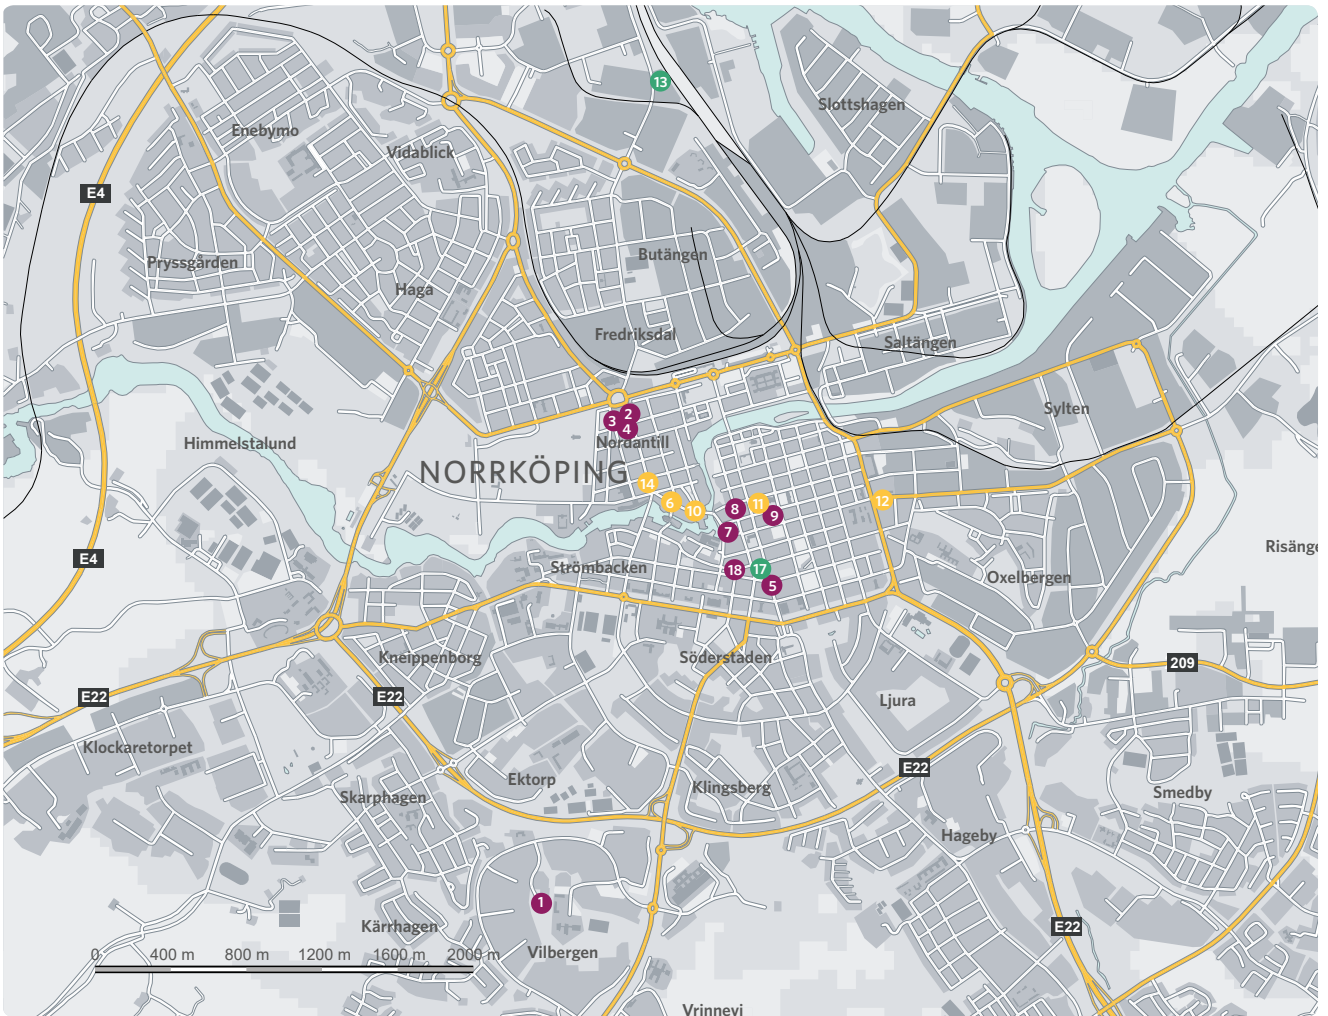 13
Slottshagen
Enebymo
Vidablick
E4
Butängen
Pryssgården
Haga
Fredriksdal
Saltängen
Sylten
2
3
4
Nordantill
Himmelstalund
NORRKÖPING
14
6
10
8
11
9
12
7
E4
Risänge
Strömbacken
18
17
5
Oxelbergen
Kneippenborg
Söderstaden
209
E22
E22
Ljura
Klockaretorpet
E22
Ektorp
Klingsberg
Skarphagen
Smedby
Hageby
1
Kärrhagen
E22
Vilbergen
0 400 m 800 m 1200 m 1600 m 2000 m
Vrinnevi